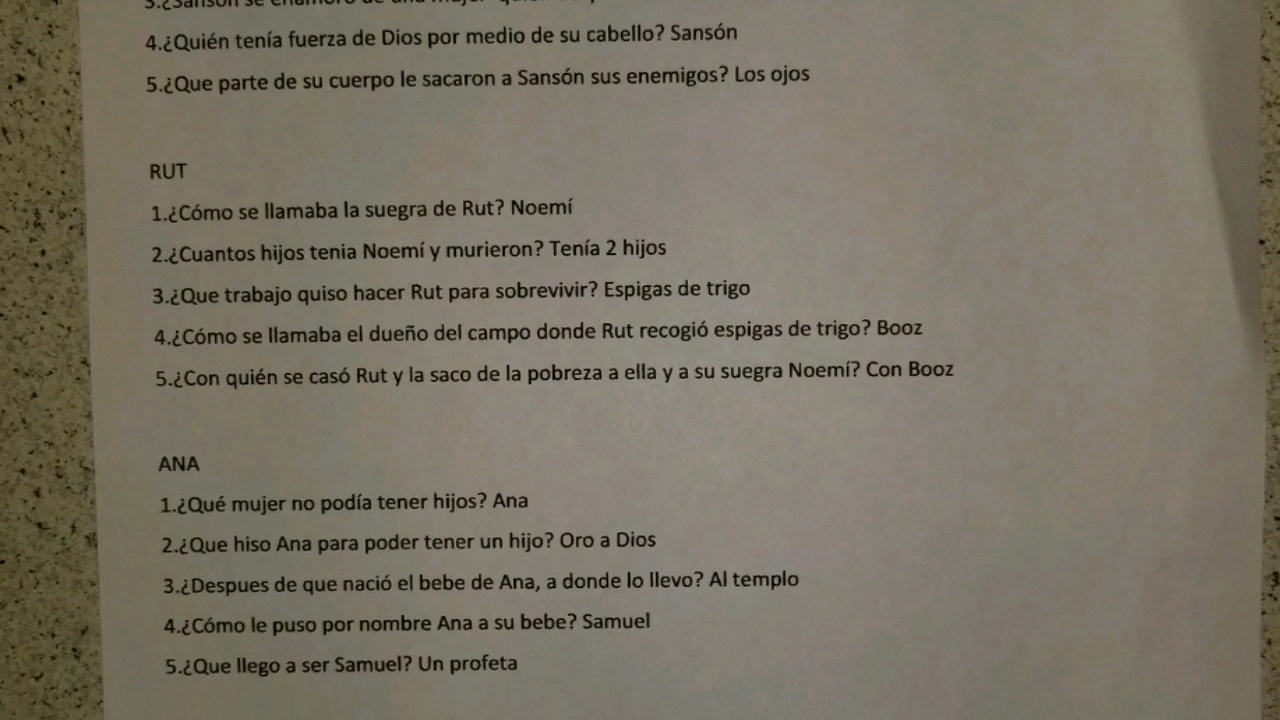 3.¿Sansón se enamoró de una mujer
4.¿Quién tenía fuerza de Dios por medio de su cabello? Sansón
5.¿Que parte de su cuerpo le sacaron a Sansón sus enemigos? Los ojos
RUT
1.¿Cómo se llamaba la suegra de Rut? Noemí
2.¿Cuantos hijos tenia Noemí y murieron? Tenía 2 hijos
3.¿Que trabajo quiso hacer Rut para sobrevivir? Espigas de trigo
4.¿Cómo se llamaba el dueño del campo donde Rut recogió espigas de trigo? Booz
5.¿Con quién se casó Rut y la saco de la pobreza a ella y a su suegra Noemí? Con Booz
ANA
1.¿Qué mujer no podía tener hijos? Ana
2.¿Que hiso Ana para poder tener un hijo? Oro a Dios
3.¿Despues de que nació el bebe de Ana, a donde lo llevo? Al templo
4.¿Cómo le puso por nombre Ana a su bebe? Samuel
5.¿Que llego a ser Samuel? Un profeta